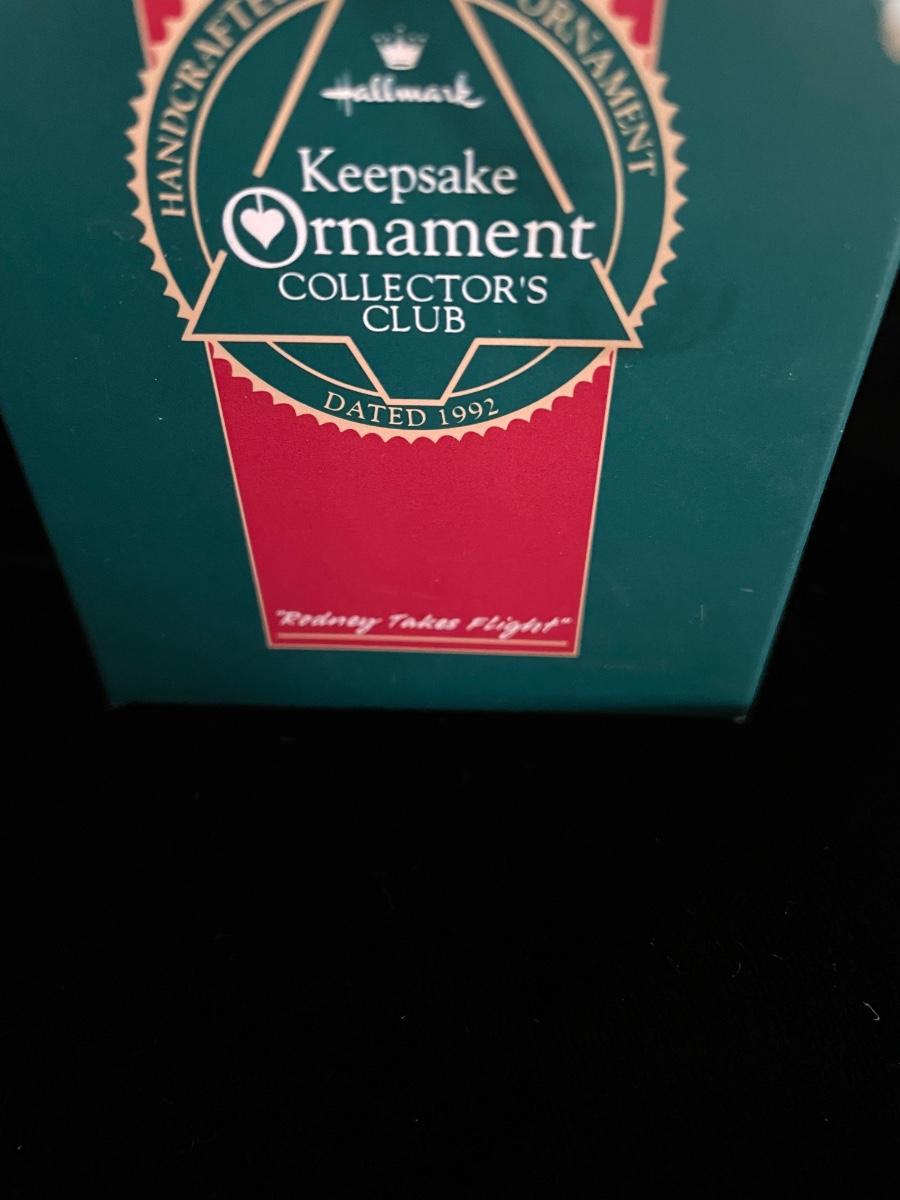 HANDCRAFTED ORNAMENT
Hallmark
Keepsake
Ornament
COLLECTOR'S
CLUB
DATED 1992
"Rodney Takes Flight"